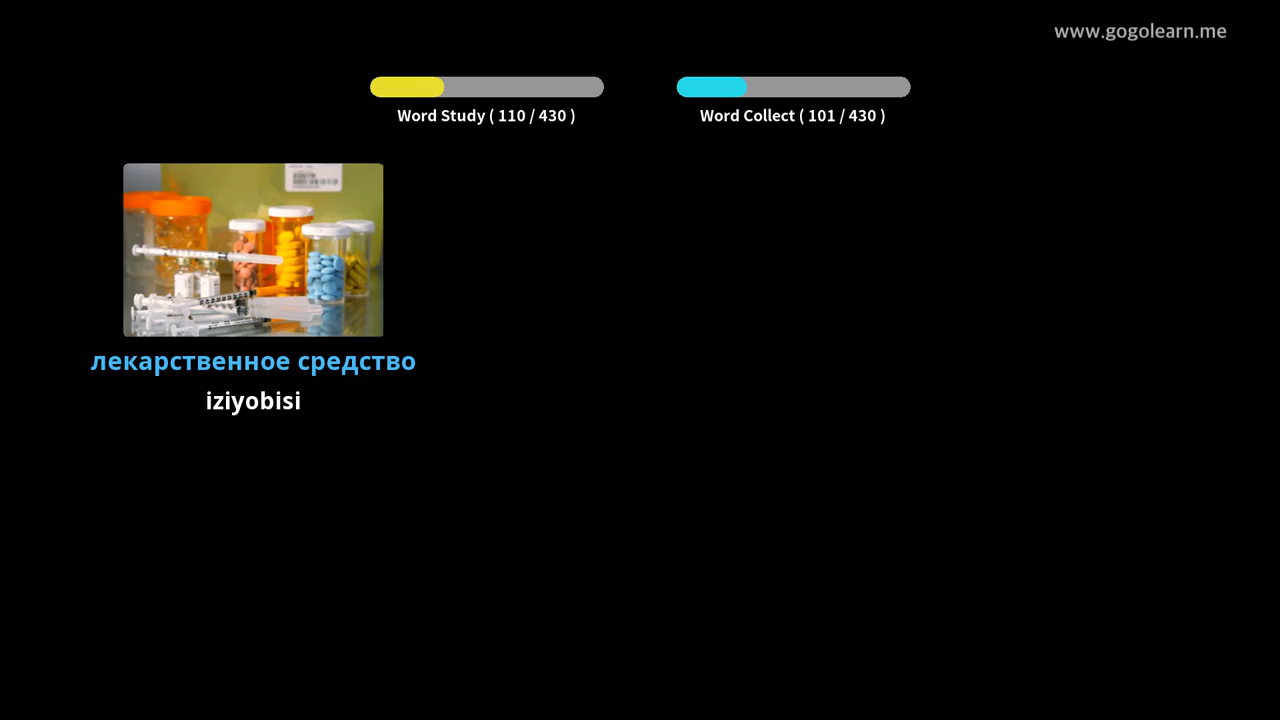 www.gogolearn.me
Word Study ( 110 / 430 )
Word Collect ( 101 / 430 )
лекарственное средство
iziyobisi